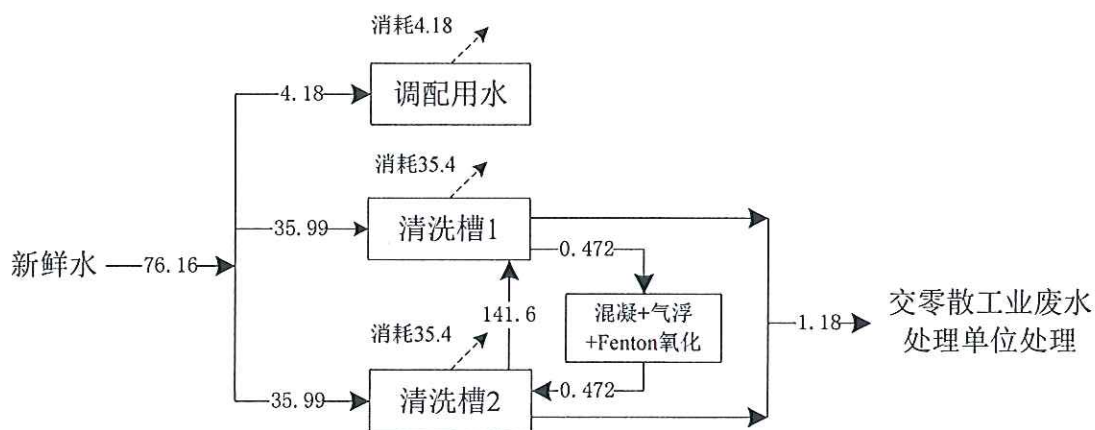 消耗4.18
调配用水
4.18
消耗35.4
清洗槽1
35.99
0.472
新鲜水
76.16
混凝+气浮
+Fenton氧化
141.6
1.18
交零散工业废水
处理单位处理
消耗35.4
清洗槽2
35.99
0.472